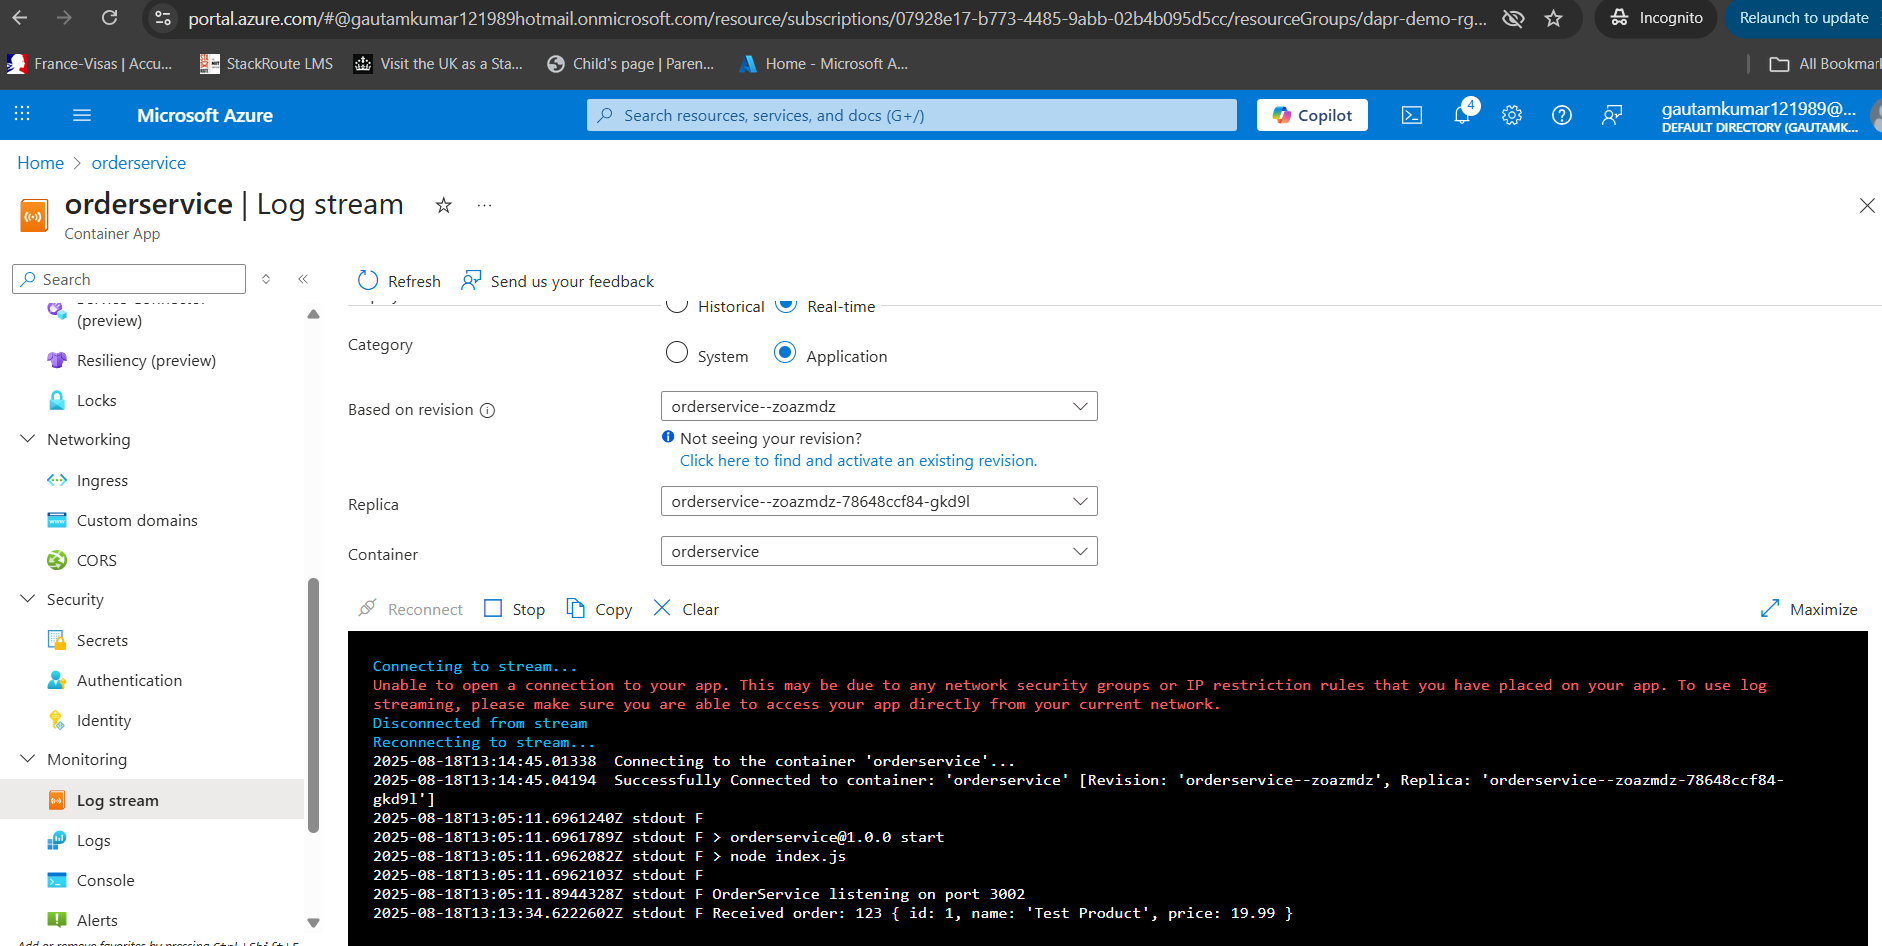 portal.azure.com/#@gautamkumar121989hotmail.onmicrosoft.com/resource/subscriptions/07928e17-b773-4485-9abb-02b4b095d5cc/resourceGroups/dapr-demo-rg...
Incognito
Relaunch to update
France-Visas | Accu...
StackRoute LMS
Visit the UK as a Sta...
Child's page | Paren...
Home - Microsoft A...
All Bookmar
Microsoft Azure
Search resources, services, and docs (G+/)
Copilot
4
gautamkumar121989@...
DEFAULT DIRECTORY (GAUTAMK...
Home > orderservice
orderservice | Log stream
...
Container App
Search
Refresh
Send us your feedback
Service Connector
(preview)
Resiliency (preview)
Locks
Networking
Ingress
Custom domains
CORS
Security
Secrets
Authentication
Identity
Monitoring
Log stream
Logs
Console
Alerts
Add or remove favorites by pressing Ctrl+Shift+F
Historical
Real-time
Category
System
Application
Based on revision
orderservice--zoazmdz
Not seeing your revision?
Click here to find and activate an existing revision.
Replica
orderservice--zoazmdz-78648ccf84-gkd9l
Container
orderservice
Reconnect
Stop
Copy
Clear
Maximize
Connecting to stream...
Unable to open a connection to your app. This may be due to any network security groups or IP restriction rules that you have placed on your app. To use log
streaming, please make sure you are able to access your app directly from your current network.
Disconnected from stream
Reconnecting to stream...
2025-08-18T13:14:45.01338  Connecting to the container 'orderservice'...
2025-08-18T13:14:45.04194  Successfully Connected to container: 'orderservice' [Revision: 'orderservice--zoazmdz', Replica: 'orderservice--zoazmdz-78648ccf84-
gkd9l']
2025-08-18T13:05:11.6961240Z stdout F
2025-08-18T13:05:11.6961789Z stdout F > orderservice@1.0.0 start
2025-08-18T13:05:11.6962082Z stdout F > node index.js
2025-08-18T13:05:11.6962103Z stdout F
2025-08-18T13:05:11.8944328Z stdout F OrderService listening on port 3002
2025-08-18T13:13:34.6222602Z stdout F Received order: 123 { id: 1, name: 'Test Product', price: 19.99 }